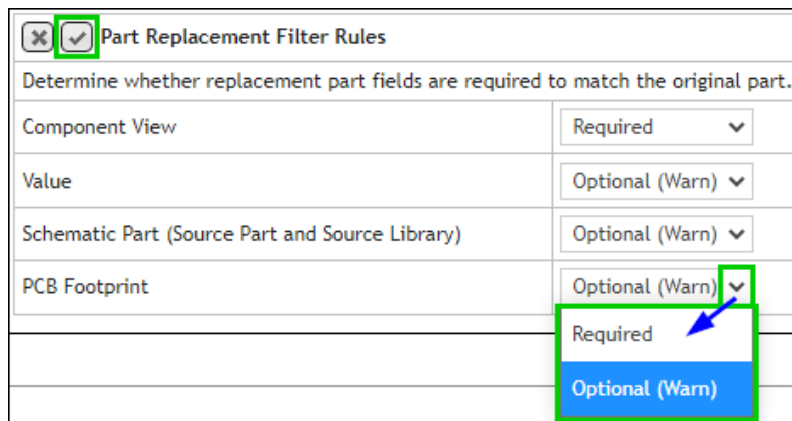 Part Replacement Filter Rules
Determine whether replacement part fields are required to match the original part.
Component View Required
Value Optional (Warn)
Schematic Part (Source Part and Source Library) Optional (Warn)
PCB Footprint Optional (Warn)
Required
Optional (Warn)